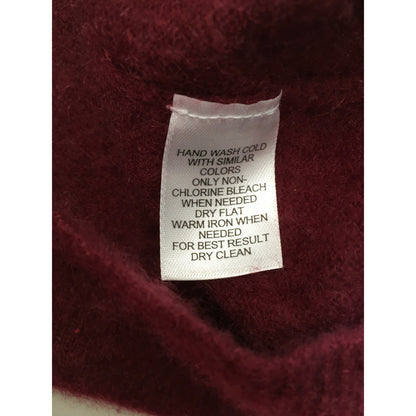 HAND WASH COLD
WITH SIMILAR
COLORS
ONLY NON-
CHLORINE BLEACH
WHEN NEEDED
DRY FLAT
WARM IRON WHEN
NEEDED
FOR BEST RESULT
DRY CLEAN